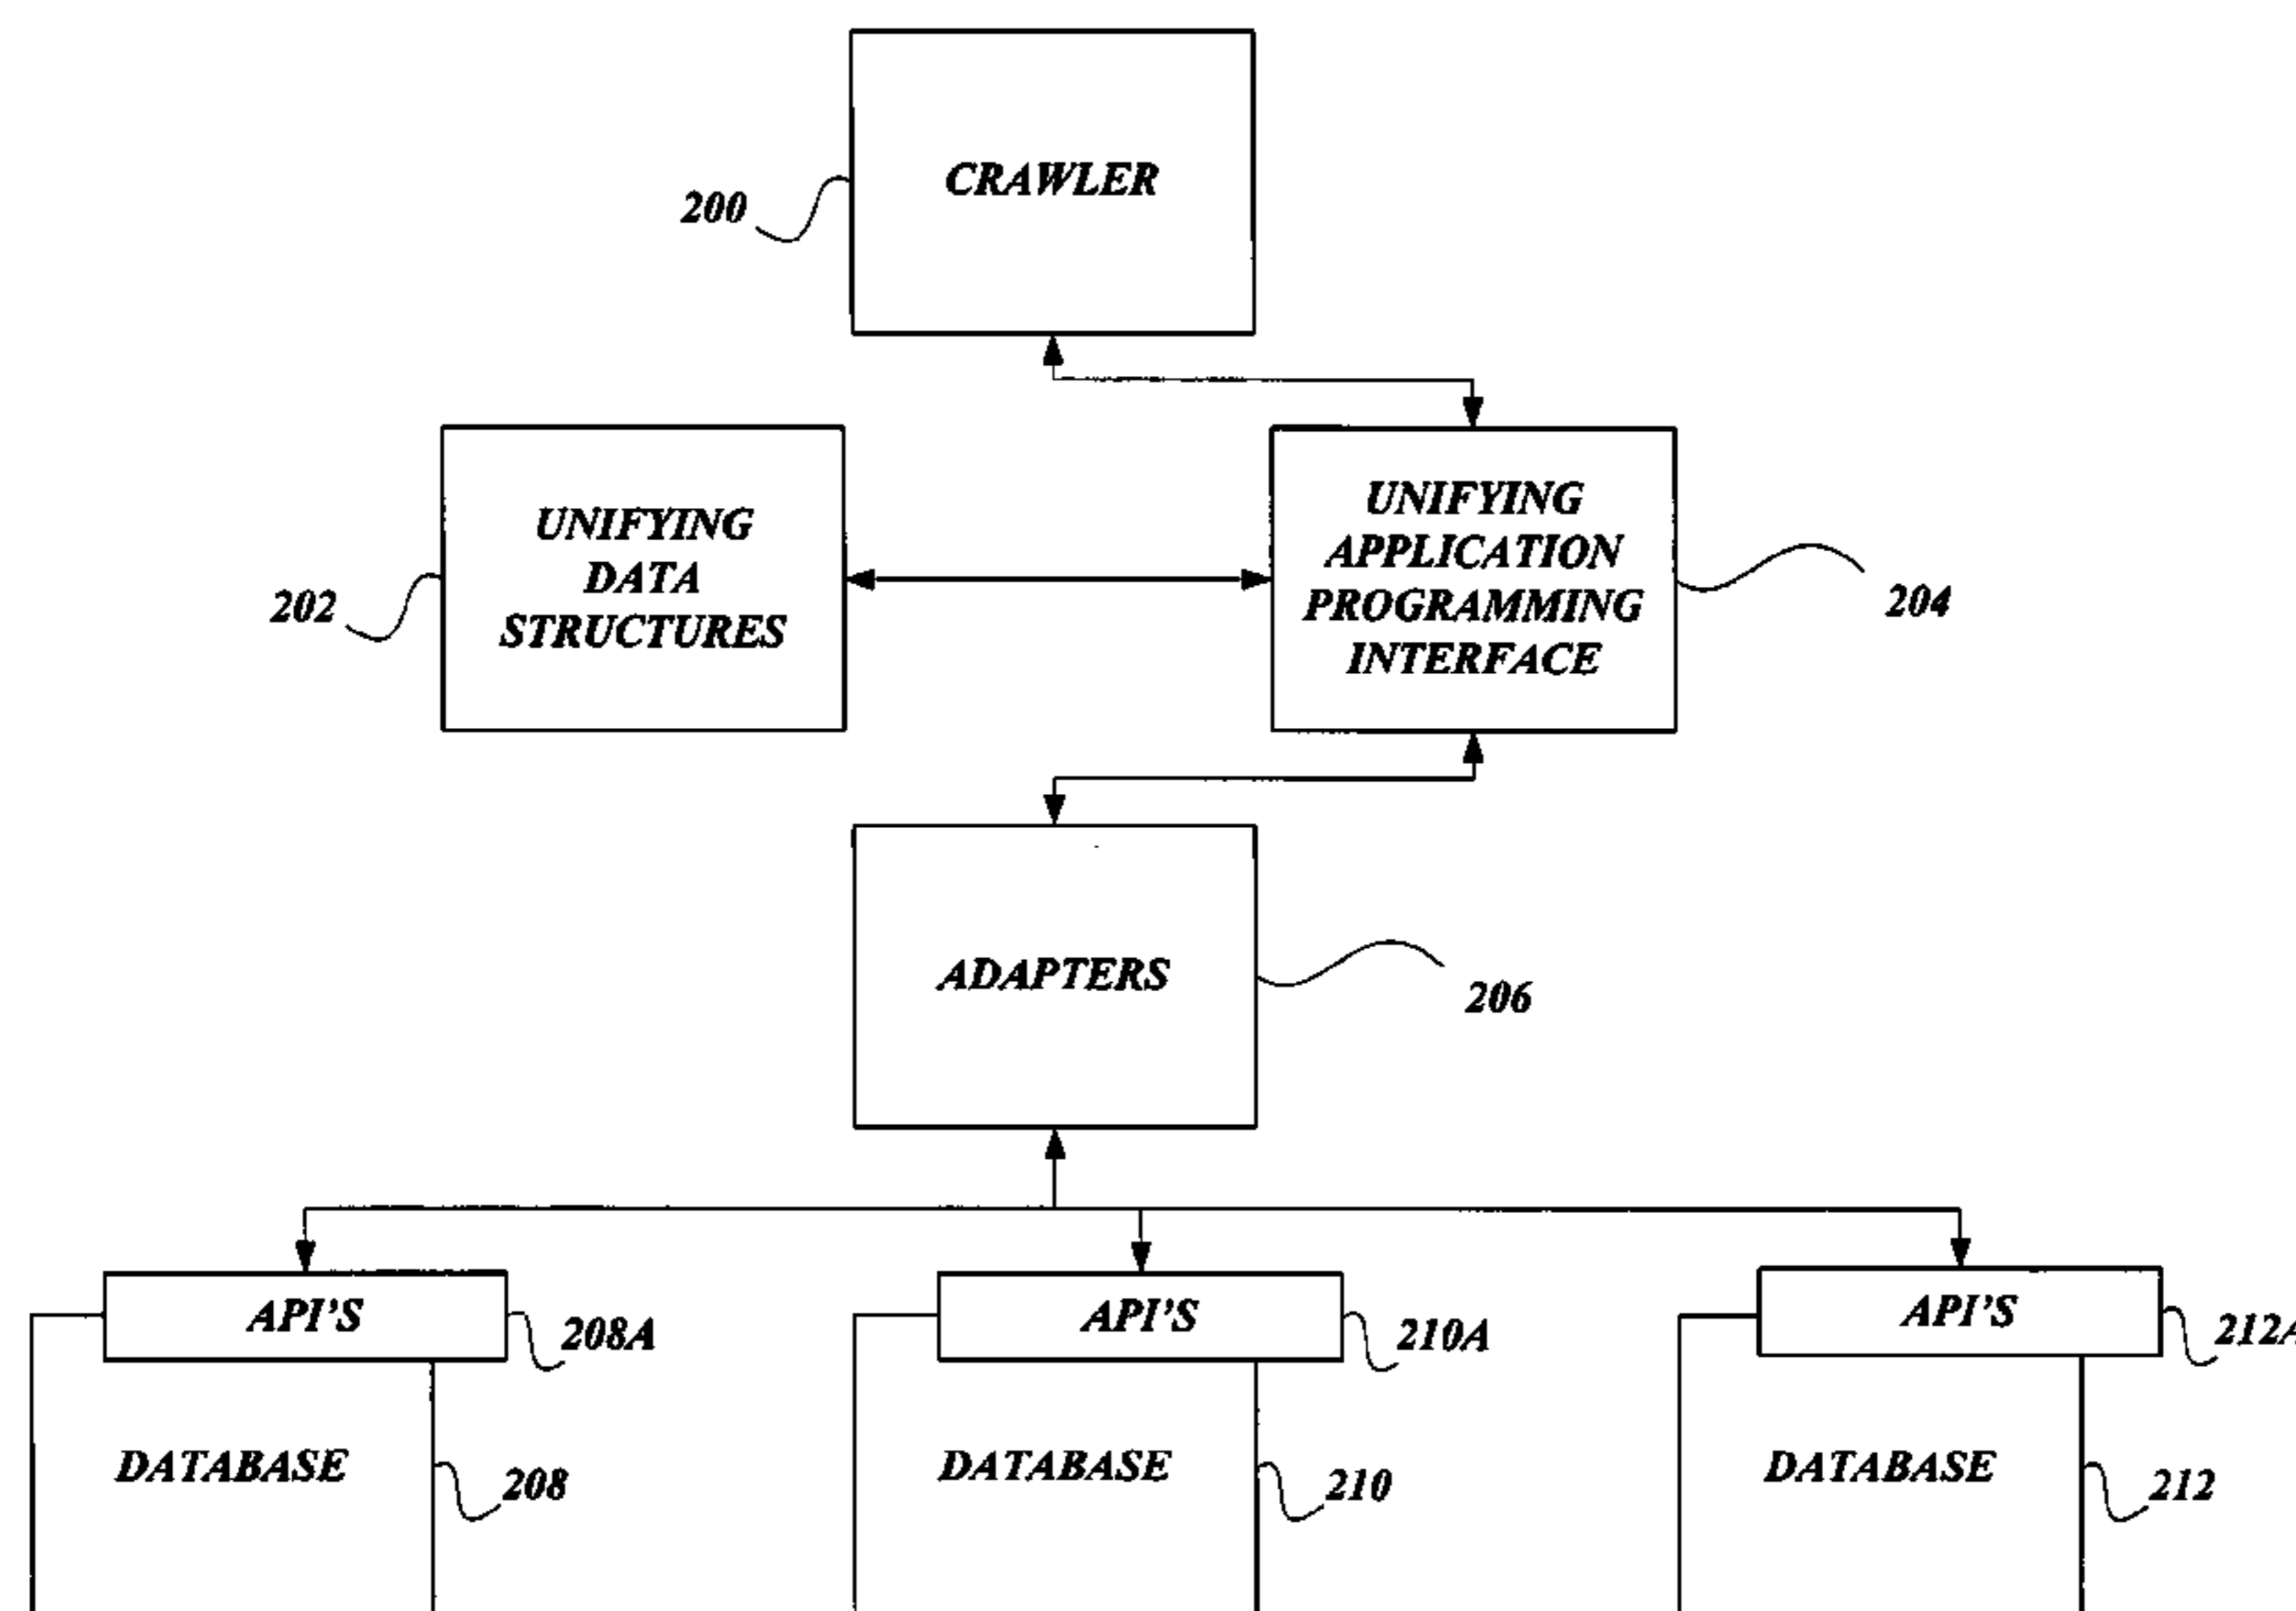 CRAWLER
200
UNIFYING
DATA
STRUCTURES
202
UNIFYING
APPLICATION
PROGRAMMING
INTERFACE
204
ADAPTERS
206
API'S
208A
API'S
210A
API'S
212A
DATABASE
208
DATABASE
210
DATABASE
212